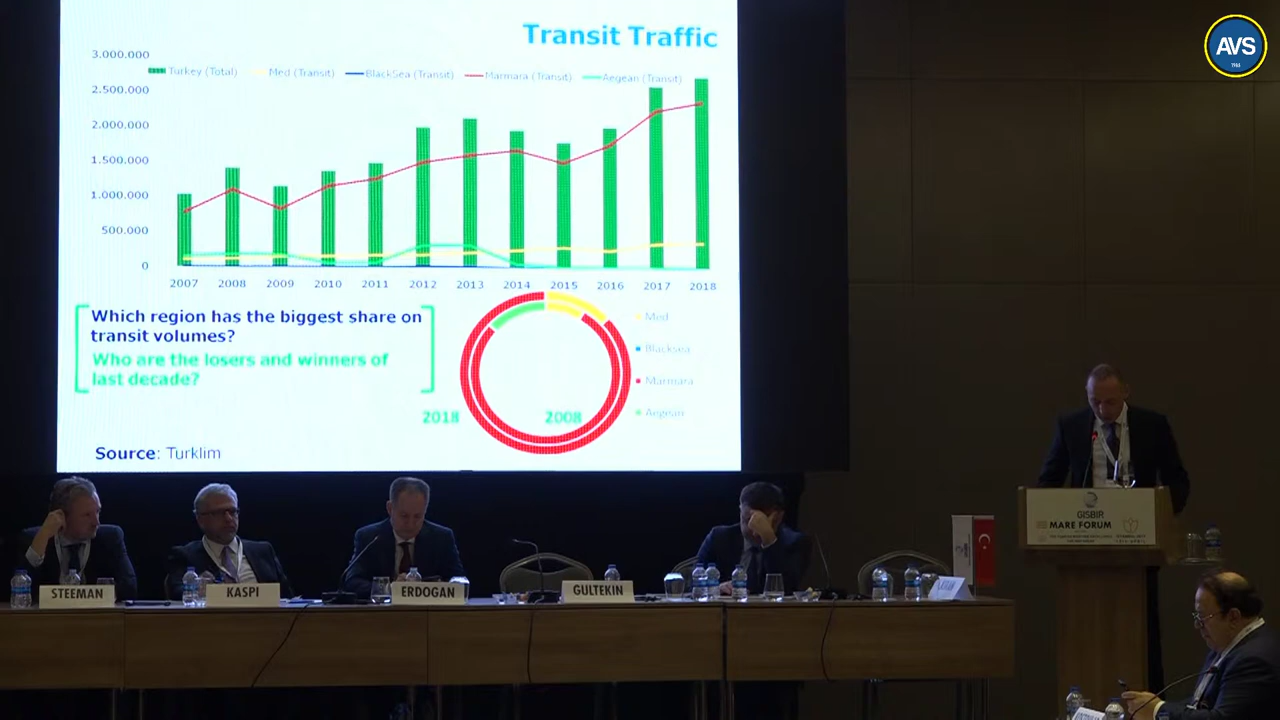 Transit Traffic
AVS
3.000.000
Turkey (Total) Med (Transit) BlackSea (Transit) Marmara (Transit) Aegean (Transit)
2.500.000
2.000.000
1.500.000
1.000.000
500.000
0
2007 2008 2009 2010 2011 2012 2013 2014 2015 2016 2017 2018
Which region has the biggest share on
transit volumes?
Who are the losers and winners of
last decade?
Med
Blacksea
Marmara
Aegean
2018 2008
Source: Turklim
GISBIR
MARE FORUM
STEEMAN
KASPI
ERDOGAN
GULTEKIN